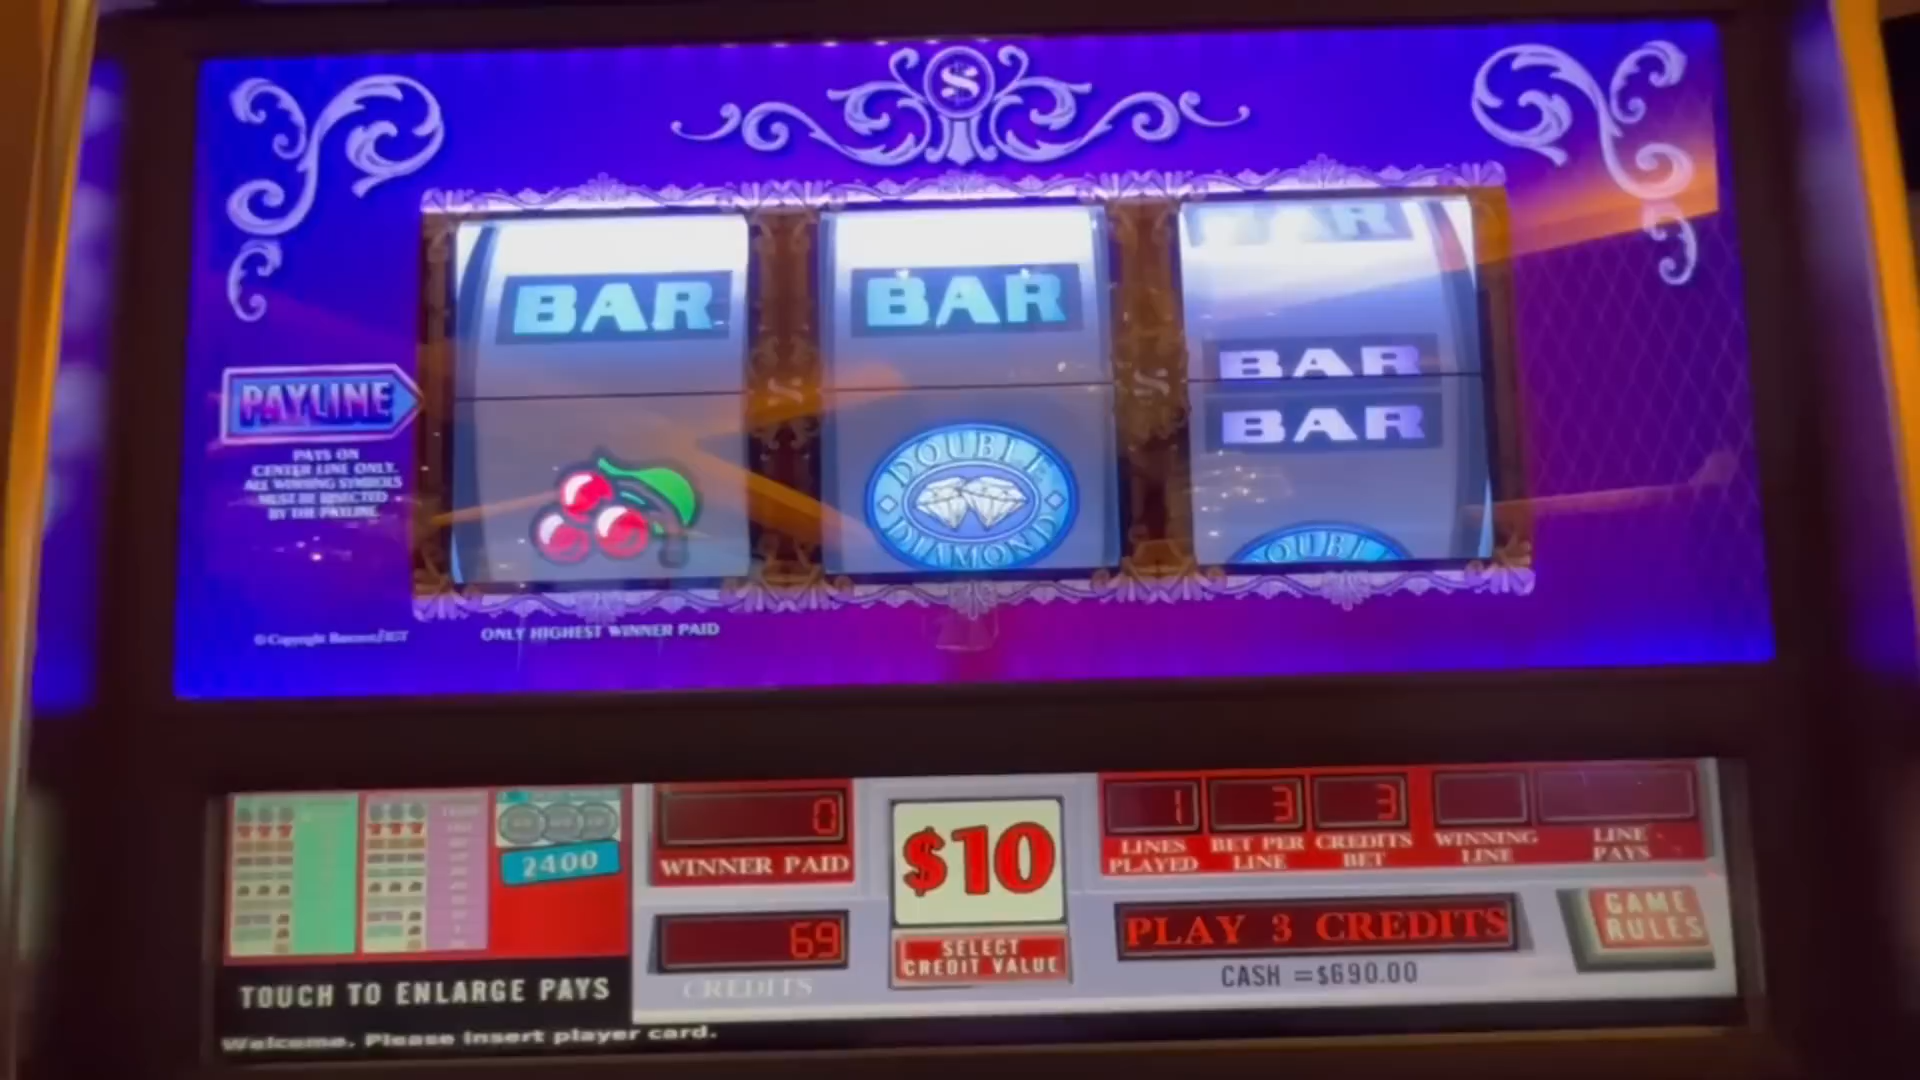 $
BAR
BAR
BAR
BAR
BAR
PAYLINE
PAYS ON
CENTER LINE ONLY.
ALL WINNING SYMBOLS
MUST BE BISECTED
BY THE PAYLINE.
DOUBLE
DIAMOND
DOUBLE
© Copyright
ONLY HIGHEST WINNER PAID
2400
TOUCH TO ENLARGE PAYS
0
WINNER PAID
69
CREDITS
$10
SELECT
CREDIT VALUE
1 3 3
LINES PLAYED
BET PER LINE
CREDITS BET
WINNING LINE
LINE PAYS
PLAY 3 CREDITS
CASH =$690.00
GAME
RULES
Welcome. Please insert player card.